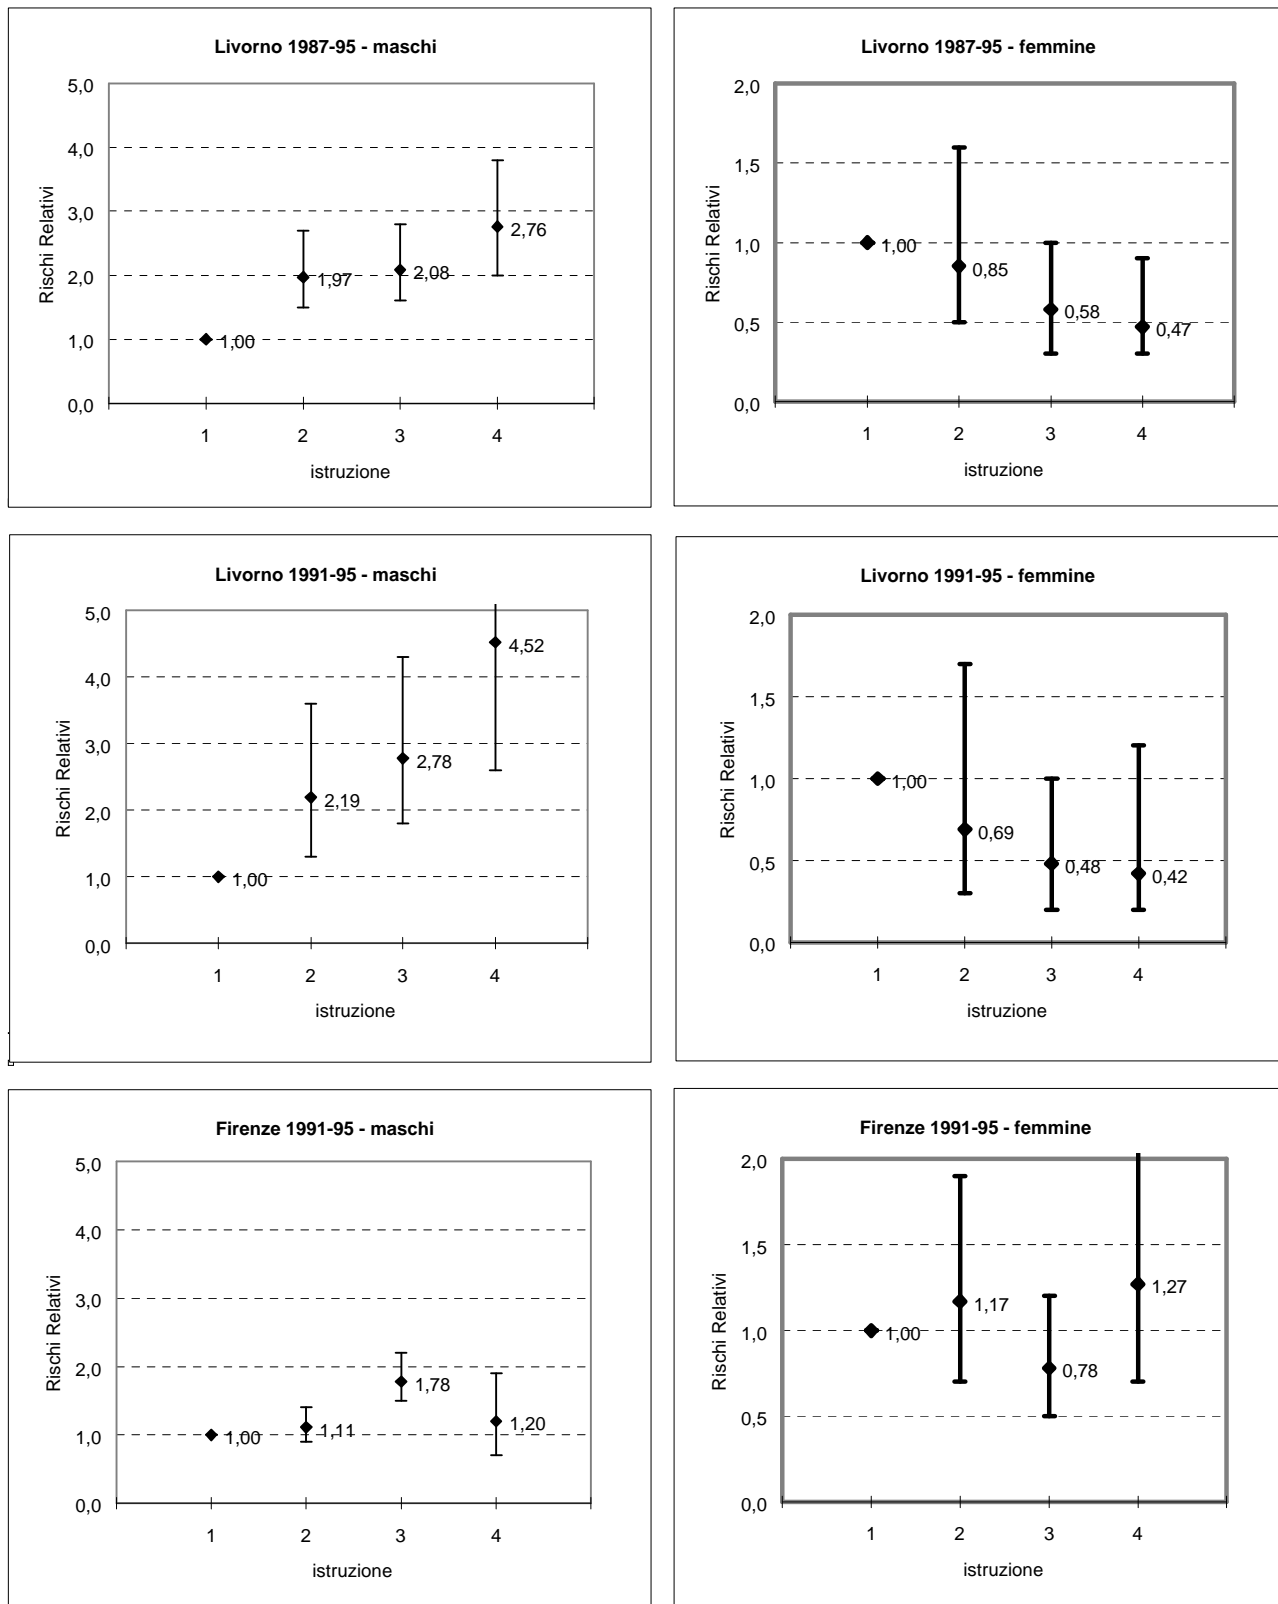 Livorno 1987-95 - maschi
5,0
4,0
3,0
2,0
1,0
0,0
Rischi Relativi
1,00
1,97
2,08
2,76
1 2 3 4
istruzione
Livorno 1987-95 - femmine
2,0
1,5
1,0
0,5
0,0
Rischi Relativi
1,00
0,85
0,58
0,47
1 2 3 4
istruzione
Livorno 1991-95 - maschi
5,0
4,0
3,0
2,0
1,0
0,0
Rischi Relativi
1,00
2,19
2,78
4,52
1 2 3 4
istruzione
Livorno 1991-95 - femmine
2,0
1,5
1,0
0,5
0,0
Rischi Relativi
1,00
0,69
0,48
0,42
1 2 3 4
istruzione
Firenze 1991-95 - maschi
5,0
4,0
3,0
2,0
1,0
0,0
Rischi Relativi
1,00
1,11
1,78
1,20
1 2 3 4
istruzione
Firenze 1991-95 - femmine
2,0
1,5
1,0
0,5
0,0
Rischi Relativi
1,00
1,17
0,78
1,27
1 2 3 4
istruzione